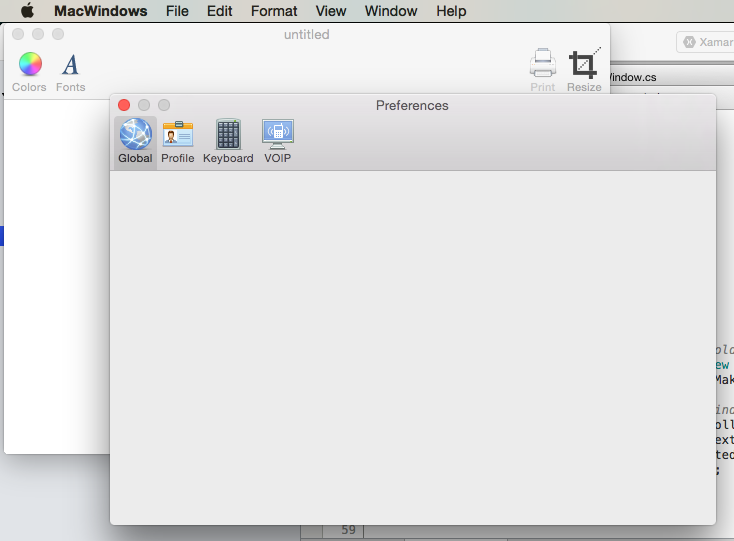 MacWindows File Edit Format View Window Help
untitled
Xamar
Colors Fonts Print Resize
Window.cs
Preferences
Global Profile Keyboard VOIP
ew
Mak
ind
oll
ext
ted
;
59